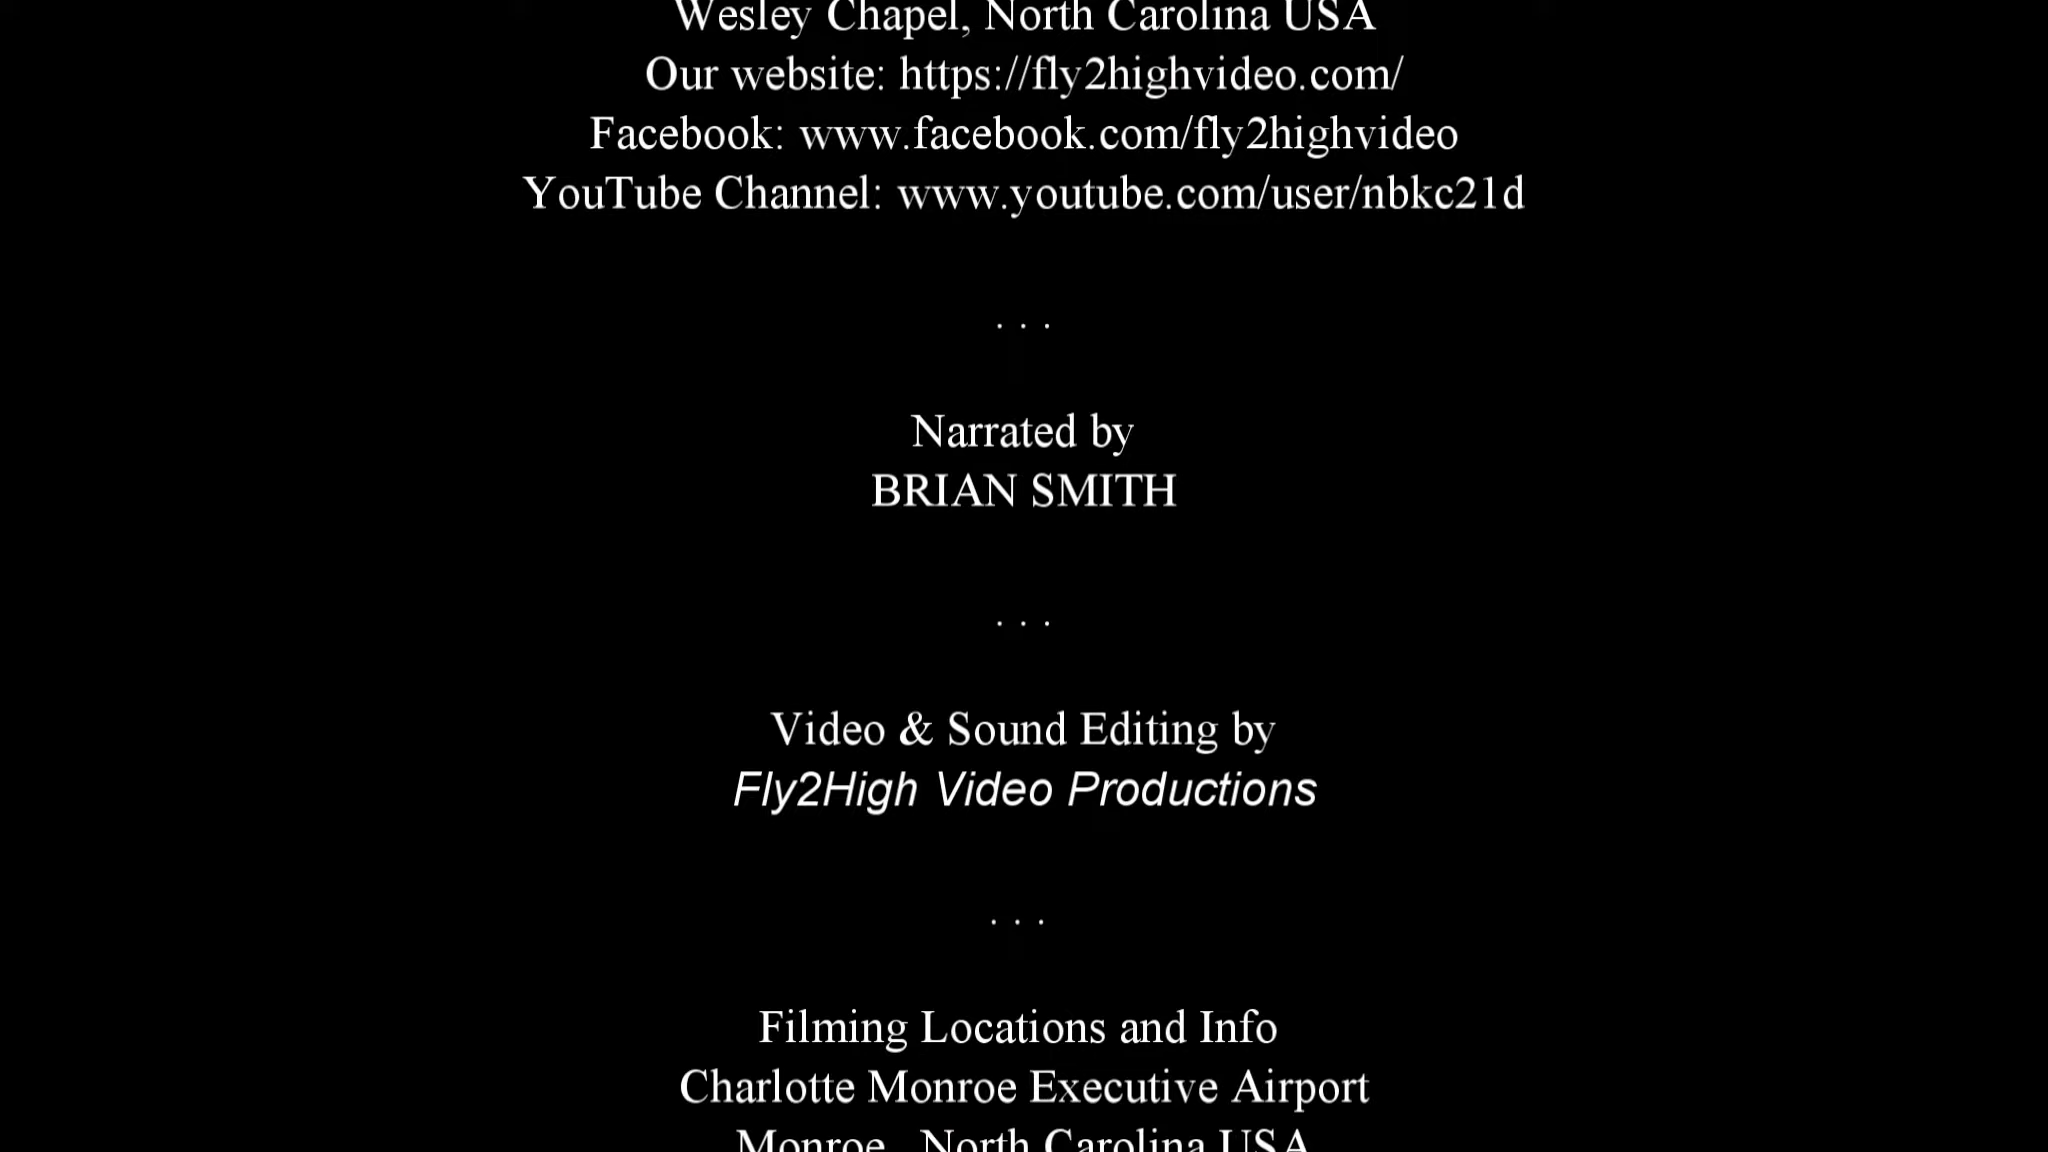 Wesley Chapel, North Carolina USA
Our website: https://fly2highvideo.com/
Facebook: www.facebook.com/fly2highvideo
YouTube Channel: www.youtube.com/user/nbkc21d
. . .
Narrated by
BRIAN SMITH
. . .
Video & Sound Editing by
Fly2High Video Productions
. . .
Filming Locations and Info
Charlotte Monroe Executive Airport
Monroe, North Carolina USA